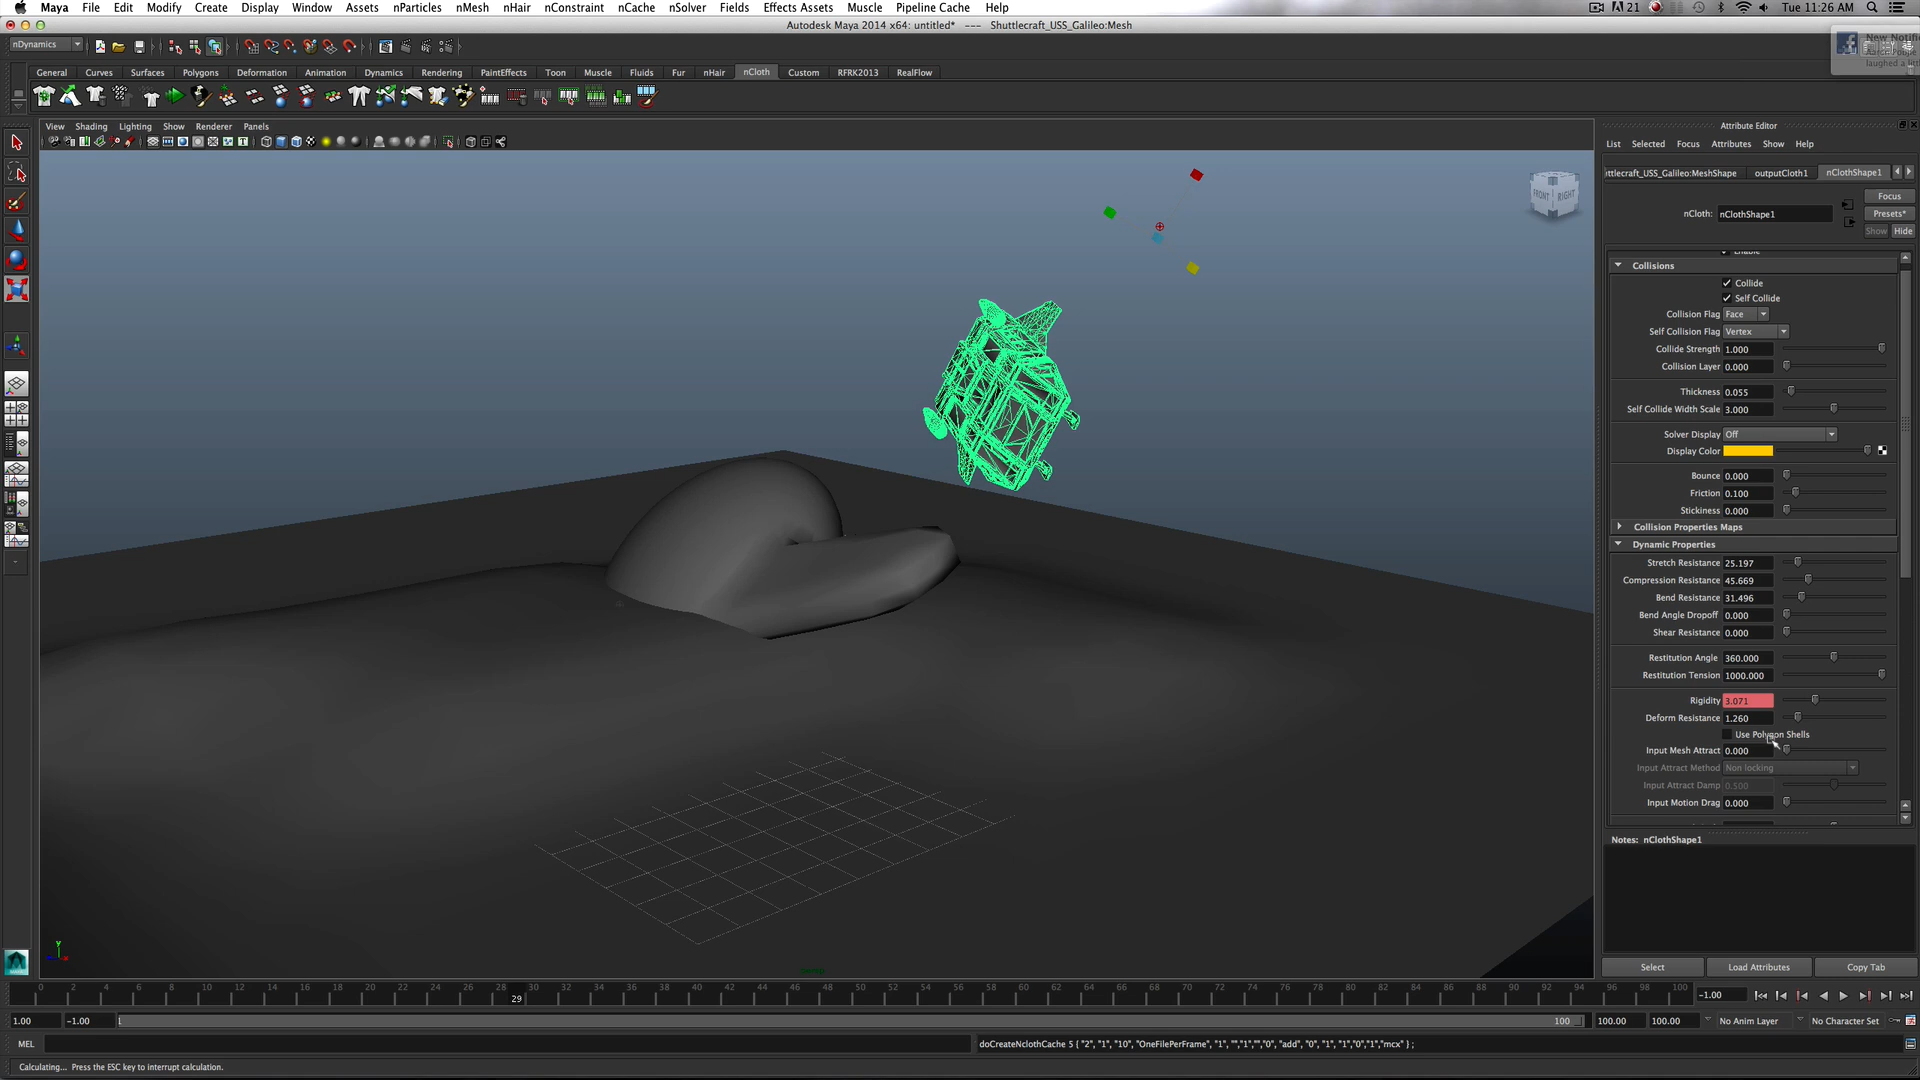 Maya File Edit Modify Create Display Window Assets nParticles nMesh nHair nConstraint nCache nSolver Fields Effects Assets Muscle Pipeline Cache Help
21 Tue 11:26 AM
Autodesk Maya 2014 x64: untitled* --- Shuttlecraft_USS_Galileo:Mesh
New Notifi
laughed a little
nDynamics
General Curves Surfaces Polygons Deformation Animation Dynamics Rendering PaintEffects Toon Muscle Fluids Fur nHair nCloth Custom RFRK2013 RealFlow
View Shading Lighting Show Renderer Panels
FRONT RIGHT
persp
Attribute Editor
List Selected Focus Attributes Show Help
ttlecraft_USS_Galileo:MeshShape outputCloth1 nClothShape1
Focus
nCloth: nClothShape1 Presets*
Show Hide
Enable
Collisions
Collide
Self Collide
Collision Flag Face
Self Collision Flag Vertex
Collide Strength 1.000
Collision Layer 0.000
Thickness 0.055
Self Collide Width Scale 3.000
Solver Display Off
Display Color
Bounce 0.000
Friction 0.100
Stickiness 0.000
Collision Properties Maps
Dynamic Properties
Stretch Resistance 25.197
Compression Resistance 45.669
Bend Resistance 31.496
Bend Angle Dropoff 0.000
Shear Resistance 0.000
Restitution Angle 360.000
Restitution Tension 1000.000
Rigidity 3.071
Deform Resistance 1.260
Use Polygon Shells
Input Mesh Attract 0.000
Input Attract Method Non locking
Input Attract Damp 0.500
Input Motion Drag 0.000
Notes: nClothShape1
Select Load Attributes Copy Tab
0 2 4 6 8 10 12 14 16 18 20 22 24 26 28 29 30 32 34 36 38 40 42 44 46 48 50 52 54 56 58 60 62 64 66 68 70 72 74 76 78 80 82 84 86 88 90 92 94 96 98 100 -1.00
1.00 -1.00 1 100 100.00 100.00 No Anim Layer No Character Set
MEL doCreateNclothCache 5 { "2", "1", "10", "OneFilePerFrame", "1", "","1","","0", "add", "0", "1", "1","0","1","mcx" } ;
Calculating... Press the ESC key to interrupt calculation.